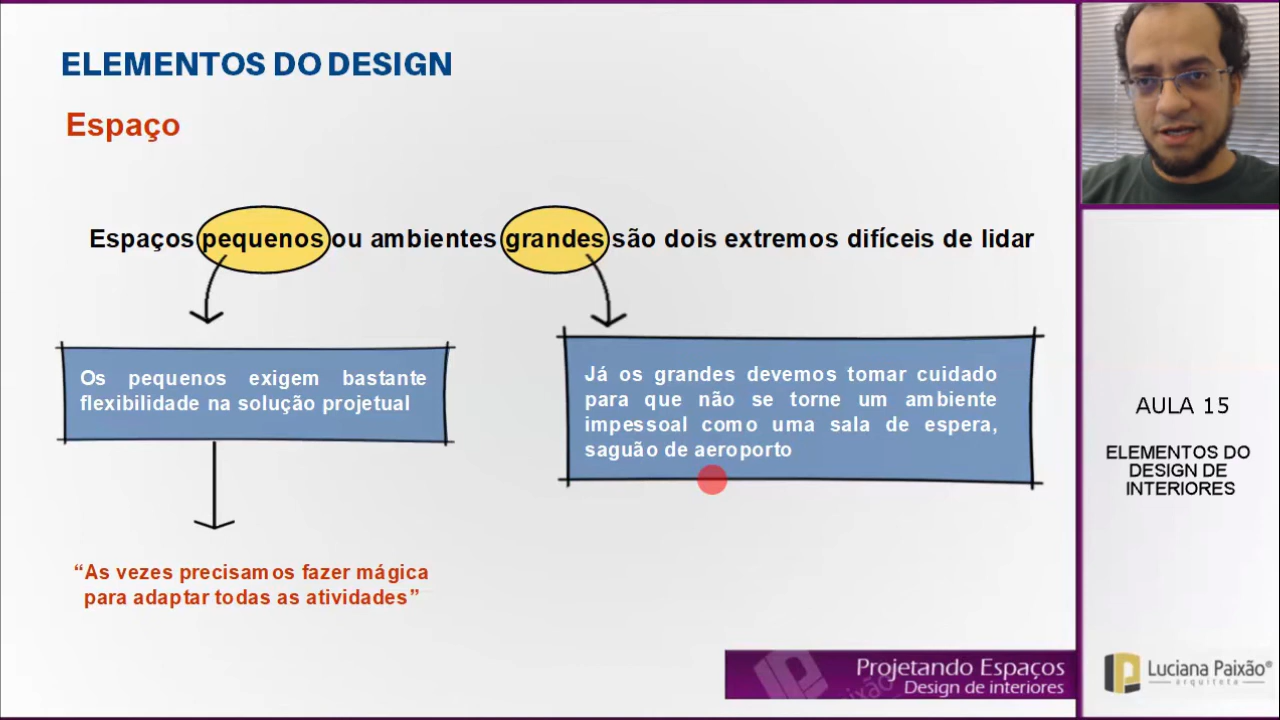 ELEMENTOS DO DESIGN
Espaço
Espaços pequenos ou ambientes grandes são dois extremos difíceis de lidar
Os pequenos exigem bastante
flexibilidade na solução projetual
Já os grandes devemos tomar cuidado
para que não se torne um ambiente
impessoal como uma sala de espera,
saguão de aeroporto
“As vezes precisamos fazer mágica
para adaptar todas as atividades”
Projetando Espaços
Design de interiores
AULA 15
ELEMENTOS DO
DESIGN DE
INTERIORES
Luciana Paixão®
arquiteta